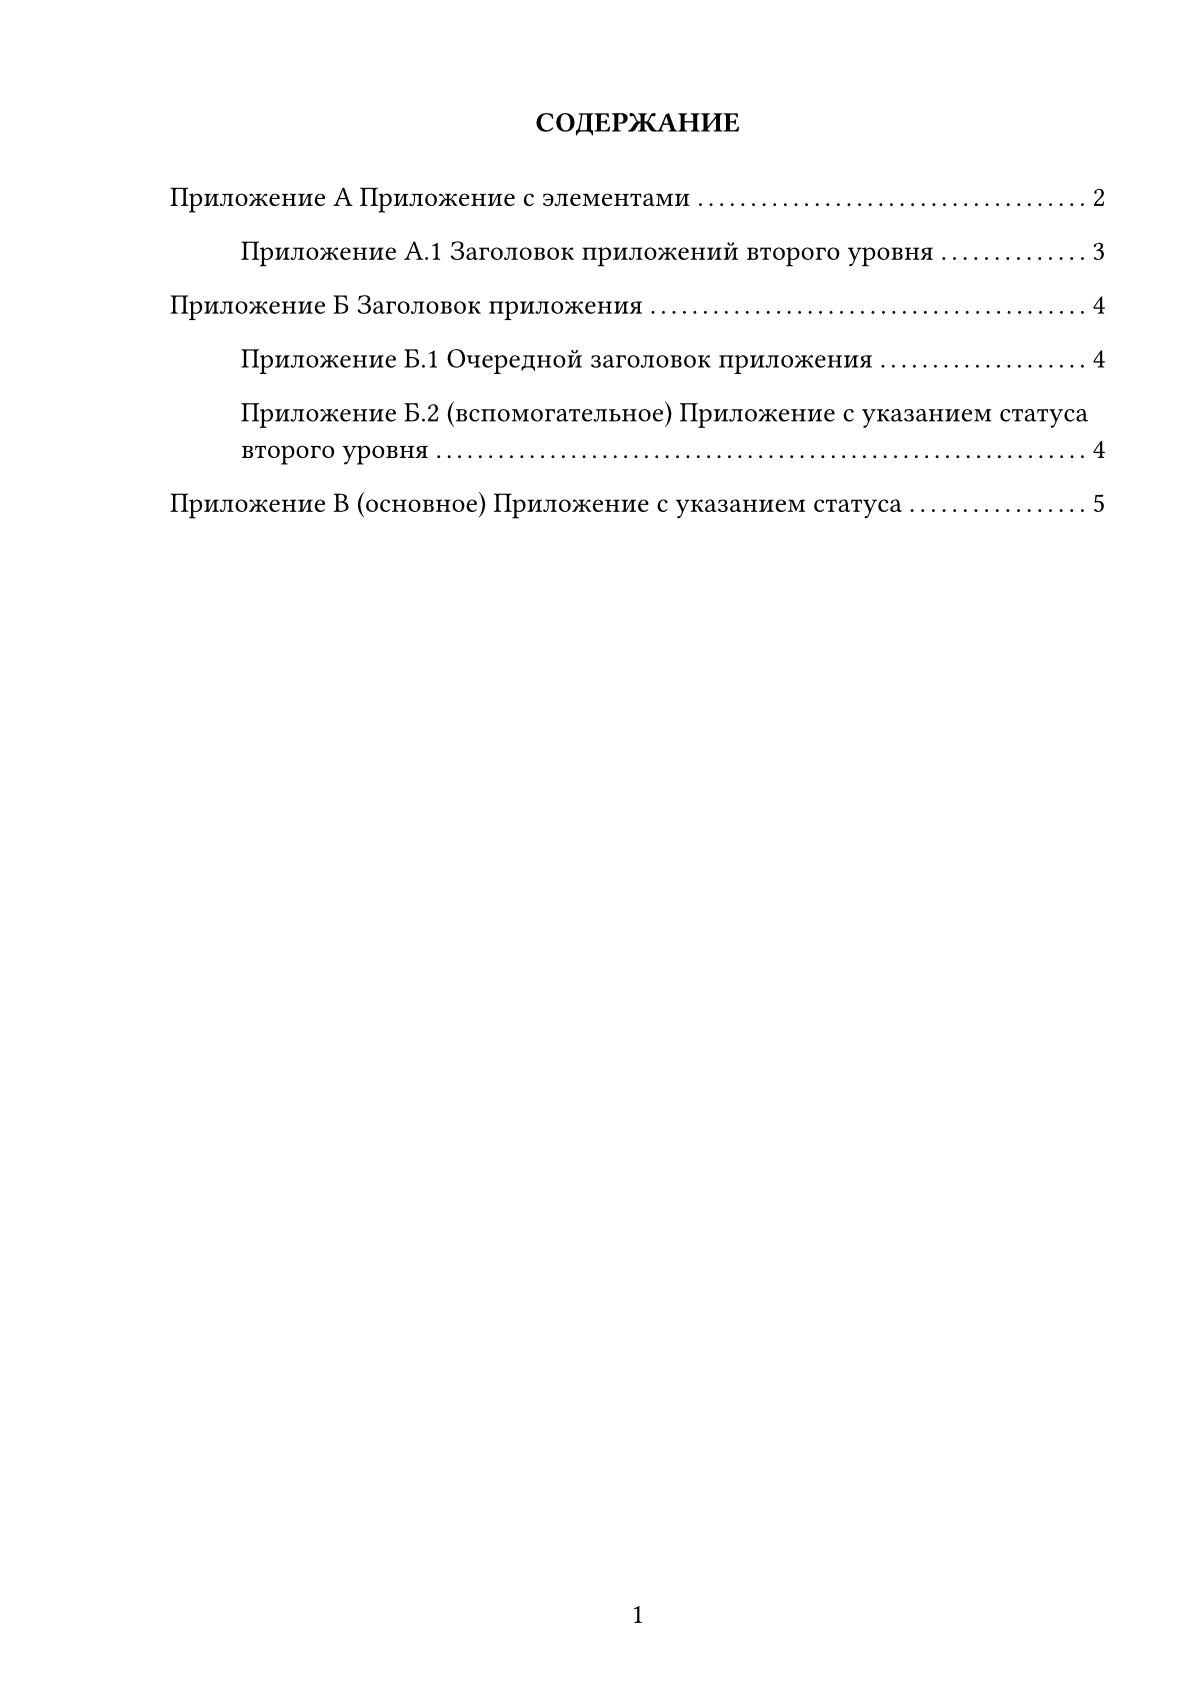 СОДЕРЖАНИЕ
Приложение А Приложение с элементами ..................................... 2
Приложение А.1 Заголовок приложений второго уровня .............. 3
Приложение Б Заголовок приложения .......................................... 4
Приложение Б.1 Очередной заголовок приложения .................... 4
Приложение Б.2 (вспомогательное) Приложение с указанием статуса
второго уровня ............................................................... 4
Приложение В (основное) Приложение с указанием статуса ................. 5
1